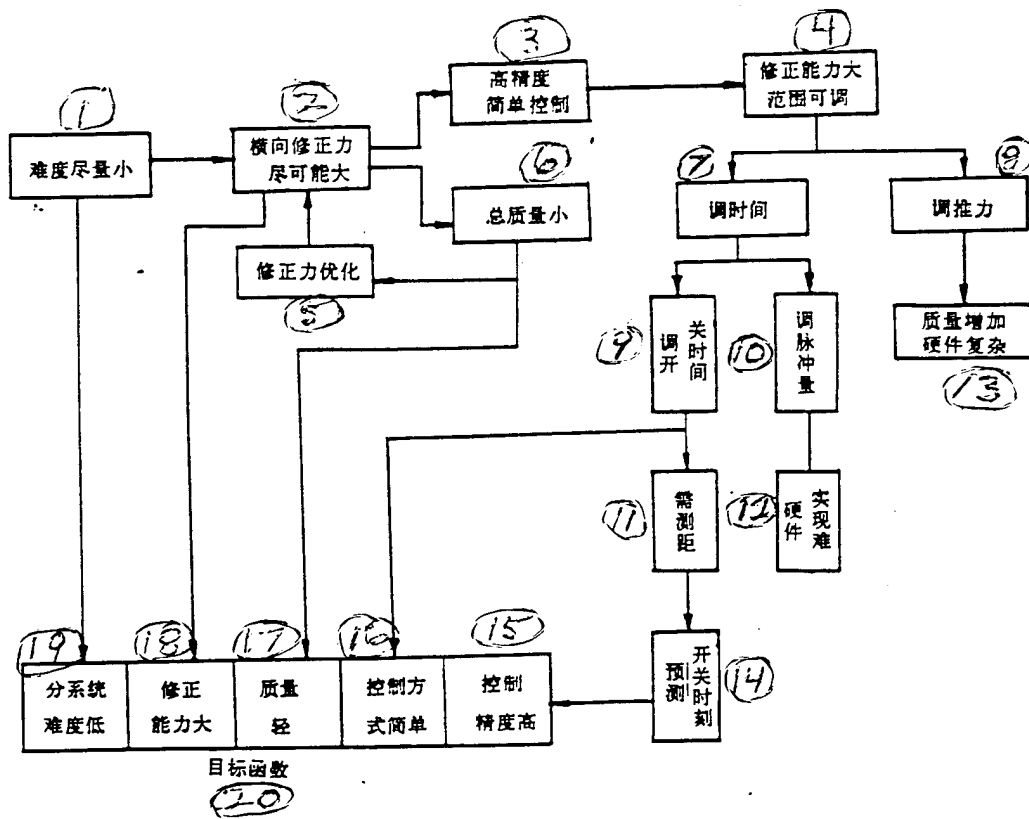 ①
难度尽量小
②
横向修正力
尽可能大
③
高精度
简单控制
④
修正能力大
范围可调
⑥
总质量小
修正力优化
⑤
⑦
调时间
⑧
调推力
⑨
调开
关时间
⑩
调脉冲量
质量增加
硬件复杂
⑬
⑪
需测距
⑫
硬件
实现难
⑭
预测
开关时刻
⑲
分系统
难度低
⑱
修正
能力大
⑰
质量
轻
⑯
控制方
式简单
⑮
控制
精度高
目标函数
⑳